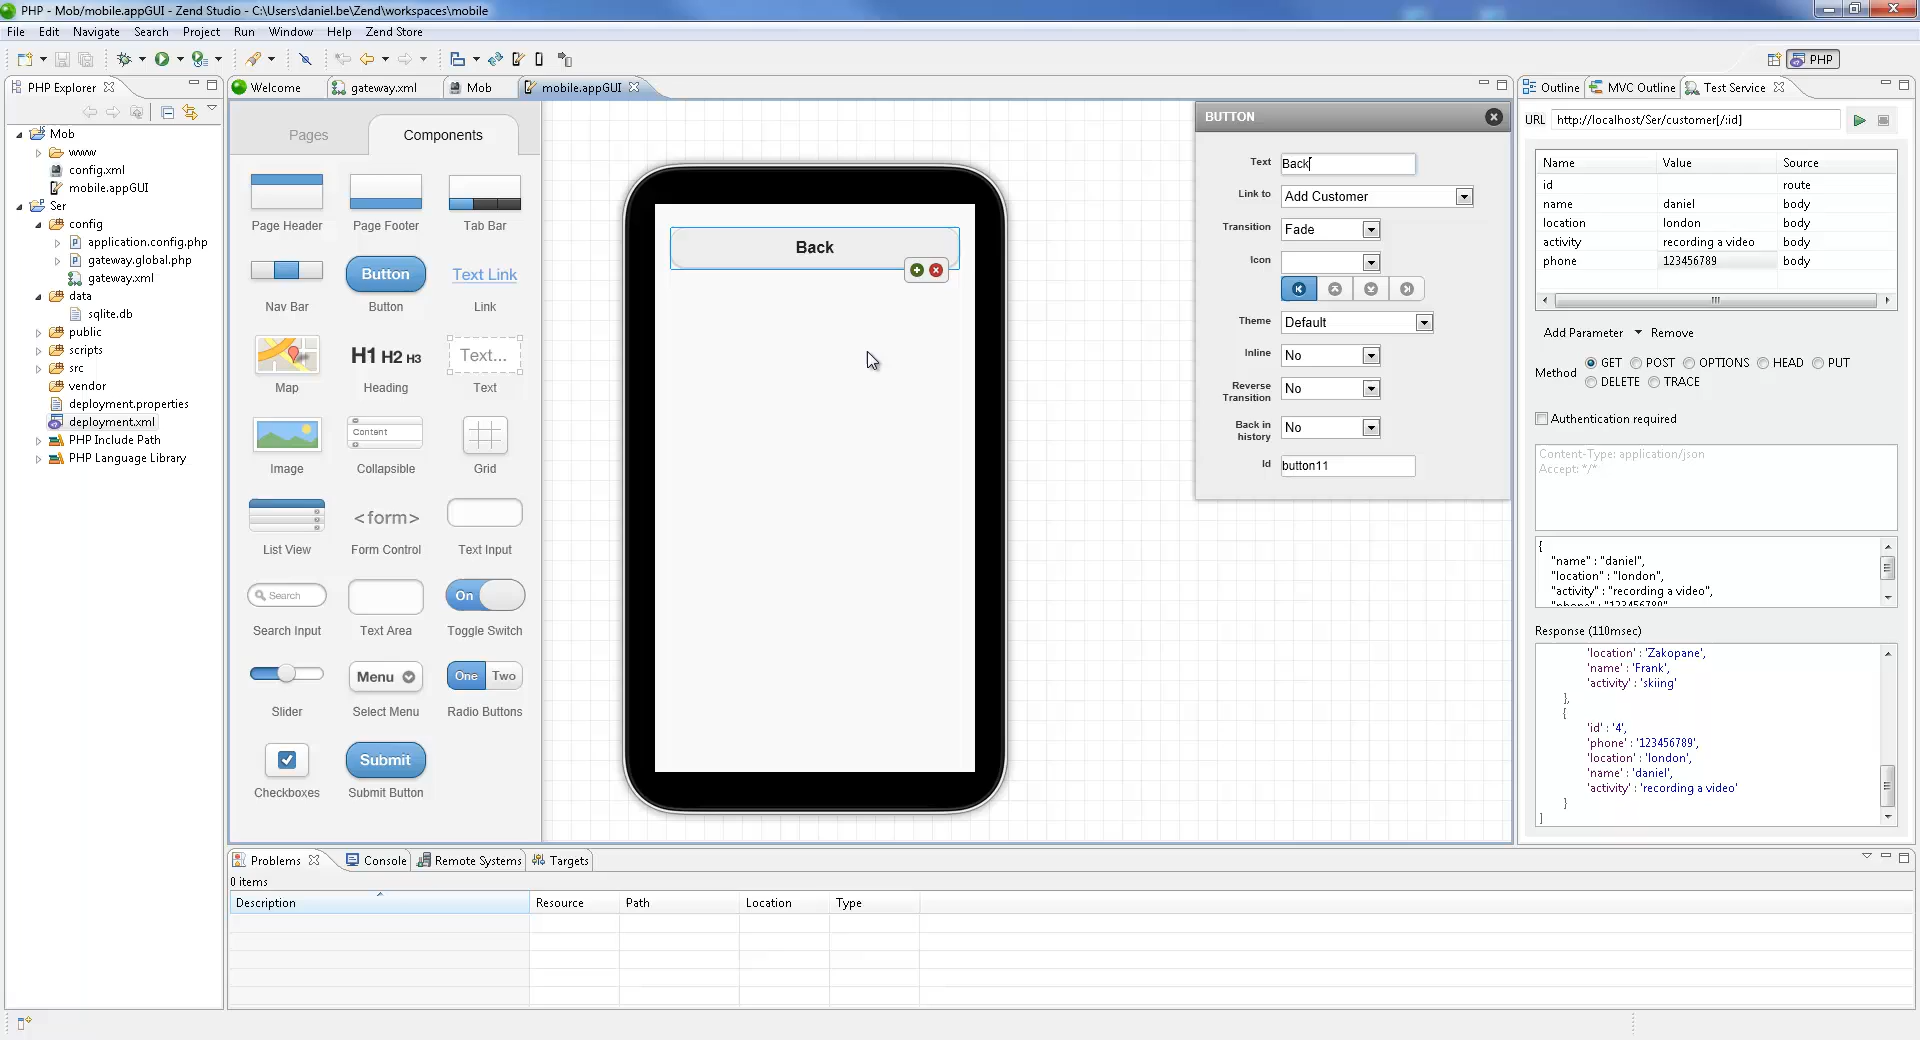 PHP - Mob/mobile.appGUI - Zend Studio - C:\Users\daniel.be\Zend\workspaces\mobile
File Edit Navigate Search Project Run Window Help Zend Store
PHP
PHP Explorer
Mob
www
config.xml
mobile.appGUI
Ser
config
application.config.php
gateway.global.php
gateway.xml
data
sqlite.db
public
scripts
src
vendor
deployment.properties
deployment.xml
PHP Include Path
PHP Language Library
Welcome gateway.xml Mob mobile.appGUI
Pages Components
Page Header Page Footer Tab Bar
Button Text Link
Nav Bar Button Link
H1 H2 H3 Text...
Map Heading Text
Content
Image Collapsible Grid
<form>
List View Form Control Text Input
Search On
Search Input Text Area Toggle Switch
Menu One Two
Slider Select Menu Radio Buttons
Submit
Checkboxes Submit Button
Back
BUTTON
Text Back
Link to Add Customer
Transition Fade
Icon
Theme Default
Inline No
Reverse Transition No
Back in history No
Id button11
Outline MVC Outline Test Service
URL http://localhost/Ser/customer[/:id]
Name Value Source
id route
name daniel body
location london body
activity recording a video body
phone 123456789 body
Add Parameter Remove
Method GET POST OPTIONS HEAD PUT
DELETE TRACE
Authentication required
Content-Type: application/json
Accept: */*
{
"name" : "daniel",
"location" : "london",
"activity" : "recording a video",
"phone" : "123456789"
Response (110msec)
'location' : 'Zakopane',
'name' : 'Frank',
'activity' : 'skiing'
},
{
'id' : '4',
'phone' : '123456789',
'location' : 'london',
'name' : 'daniel',
'activity' : 'recording a video'
}
]
Problems Console Remote Systems Targets
0 items
Description Resource Path Location Type